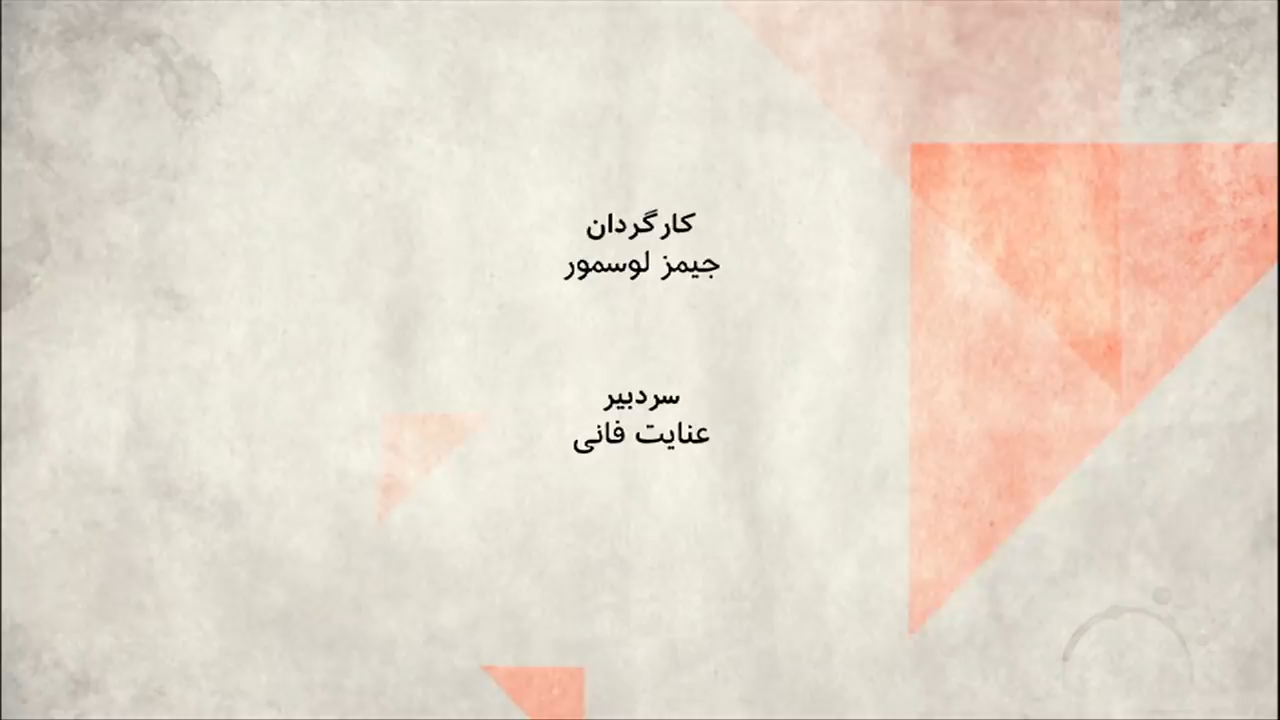 کارگردان
جیمز لوسمور
سردبیر
عنایت فانی